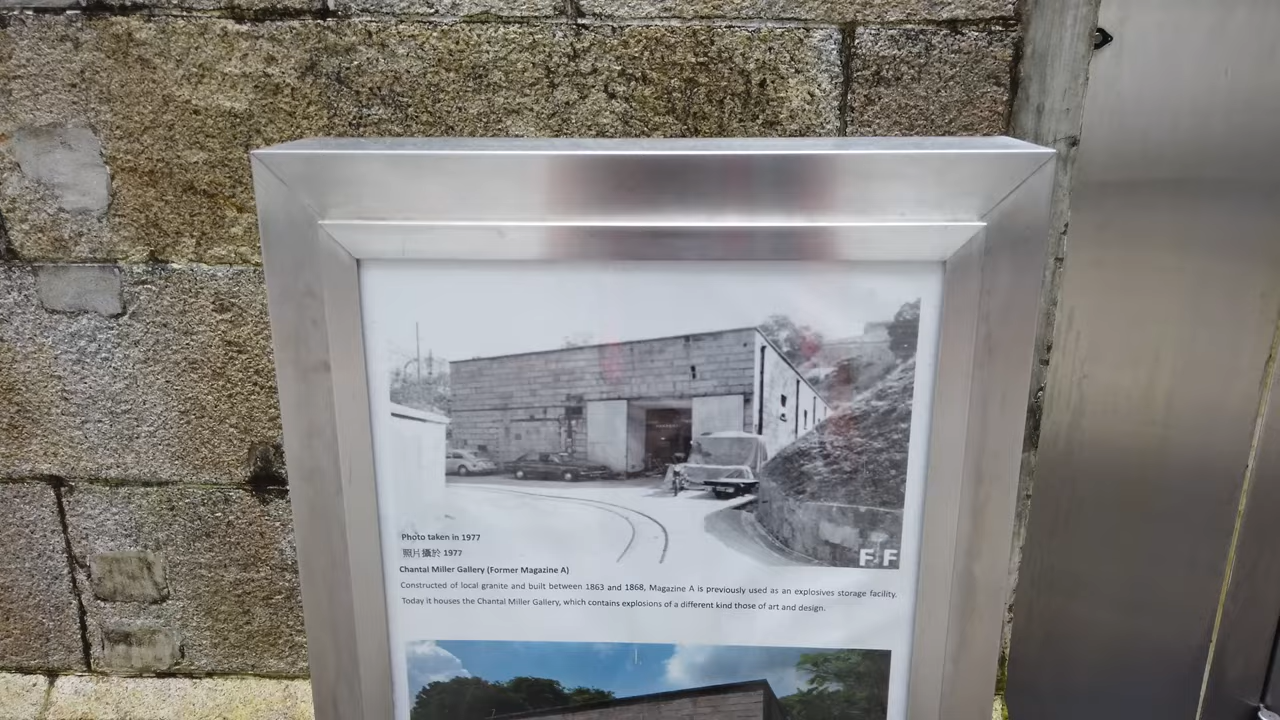 FF
Photo taken in 1977
照片攝於 1977
Chantal Miller Gallery (Former Magazine A)
Constructed of local granite and built between 1863 and 1868, Magazine A is previously used as an explosives storage facility.
Today it houses the Chantal Miller Gallery, which contains explosions of a different kind those of art and design.